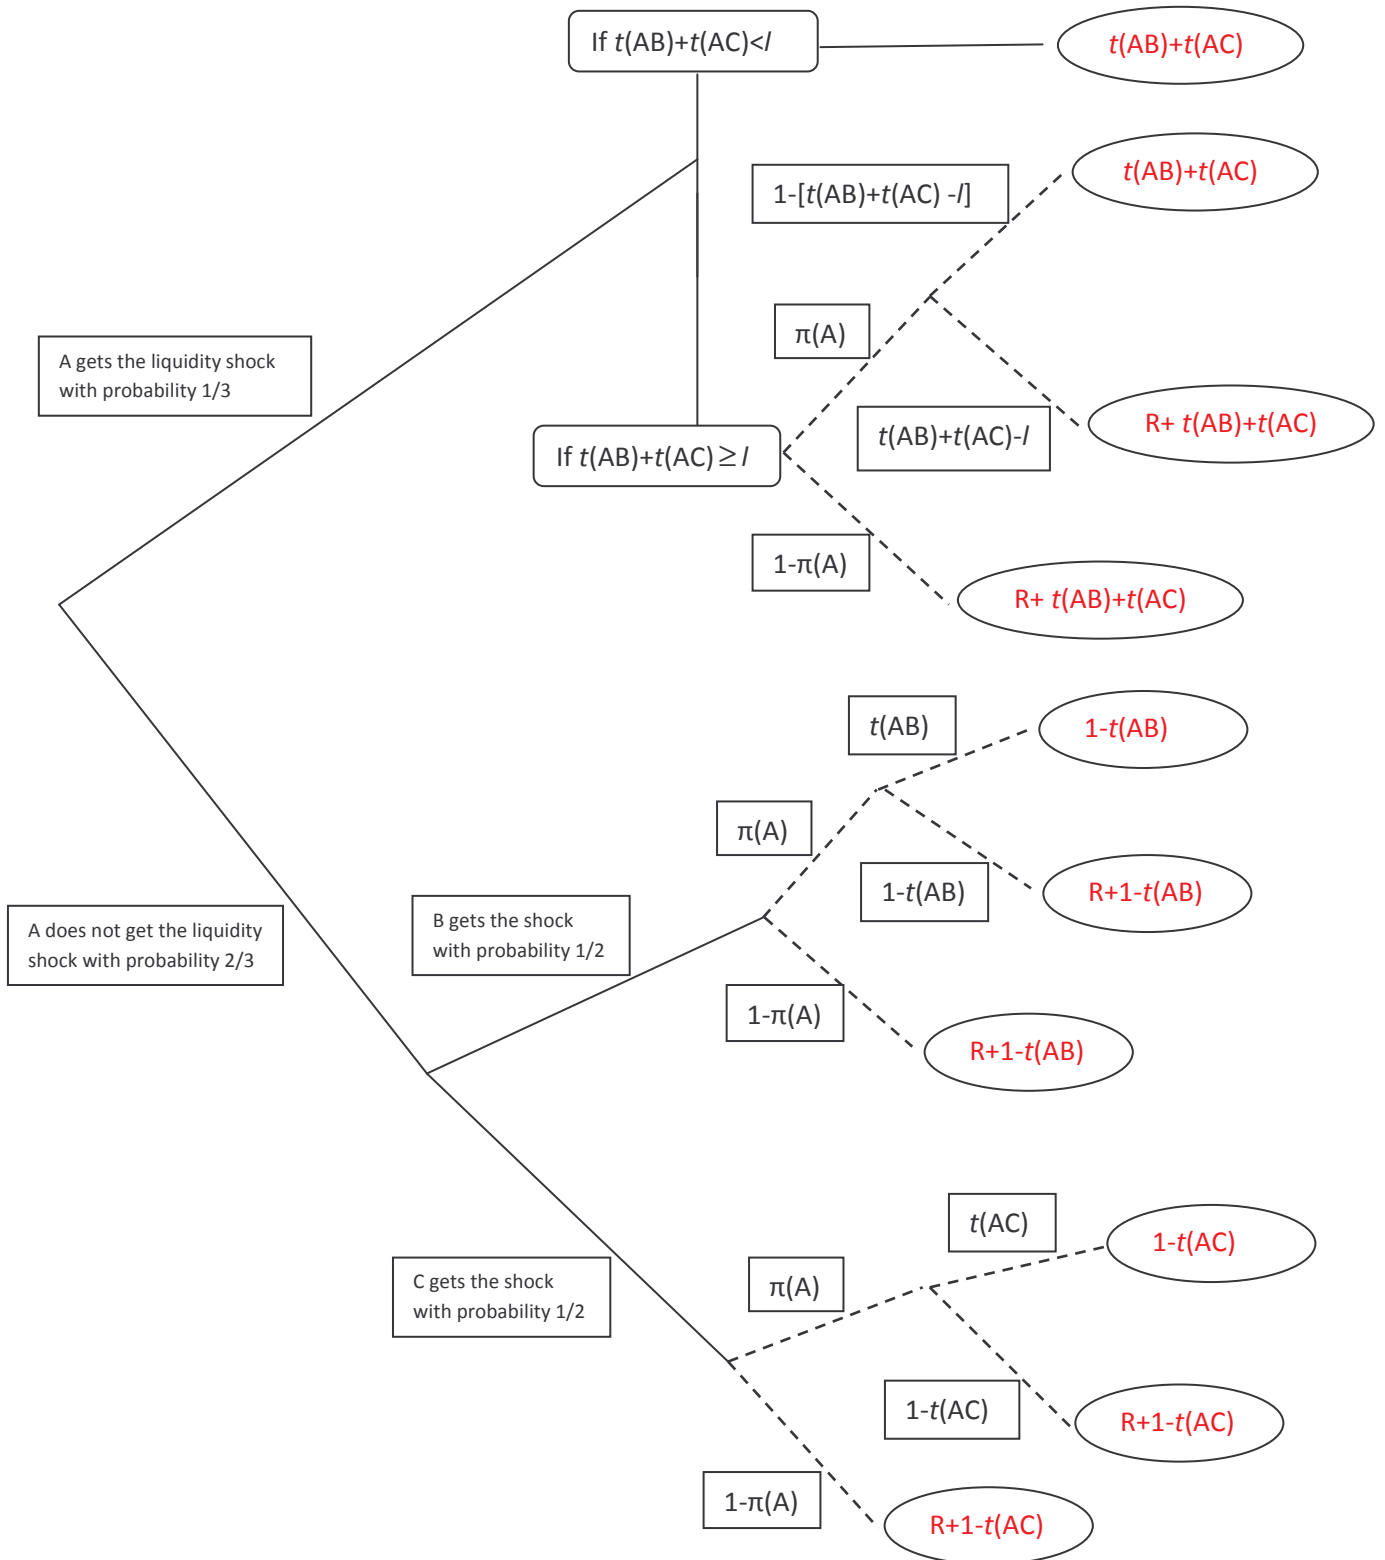 If t(AB)+t(AC)<l
t(AB)+t(AC)
t(AB)+t(AC)
1-[t(AB)+t(AC) -l]
π(A)
A gets the liquidity shock
with probability 1/3
t(AB)+t(AC)-l
R+ t(AB)+t(AC)
If t(AB)+t(AC) ≥ l
1-π(A)
R+ t(AB)+t(AC)
t(AB)
1-t(AB)
π(A)
1-t(AB)
R+1-t(AB)
A does not get the liquidity
shock with probability 2/3
B gets the shock
with probability 1/2
1-π(A)
R+1-t(AB)
t(AC)
1-t(AC)
C gets the shock
with probability 1/2
π(A)
1-t(AC)
R+1-t(AC)
1-π(A)
R+1-t(AC)